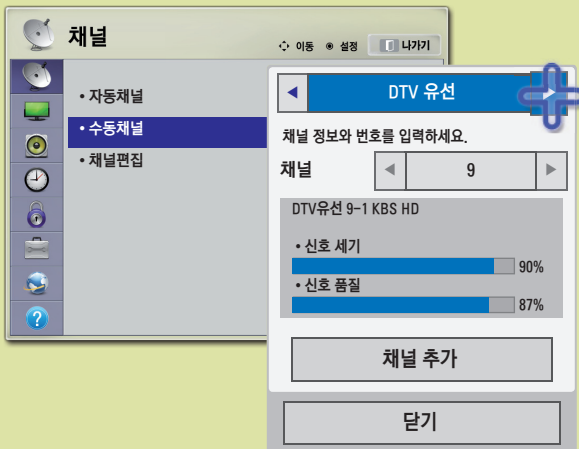 채널
이동 설정 나가기
• 자동채널
• 수동채널
• 채널편집
DTV 유선
채널 정보와 번호를 입력하세요.
채널 9
DTV유선 9-1 KBS HD
• 신호 세기
90%
• 신호 품질
87%
채널 추가
닫기
?